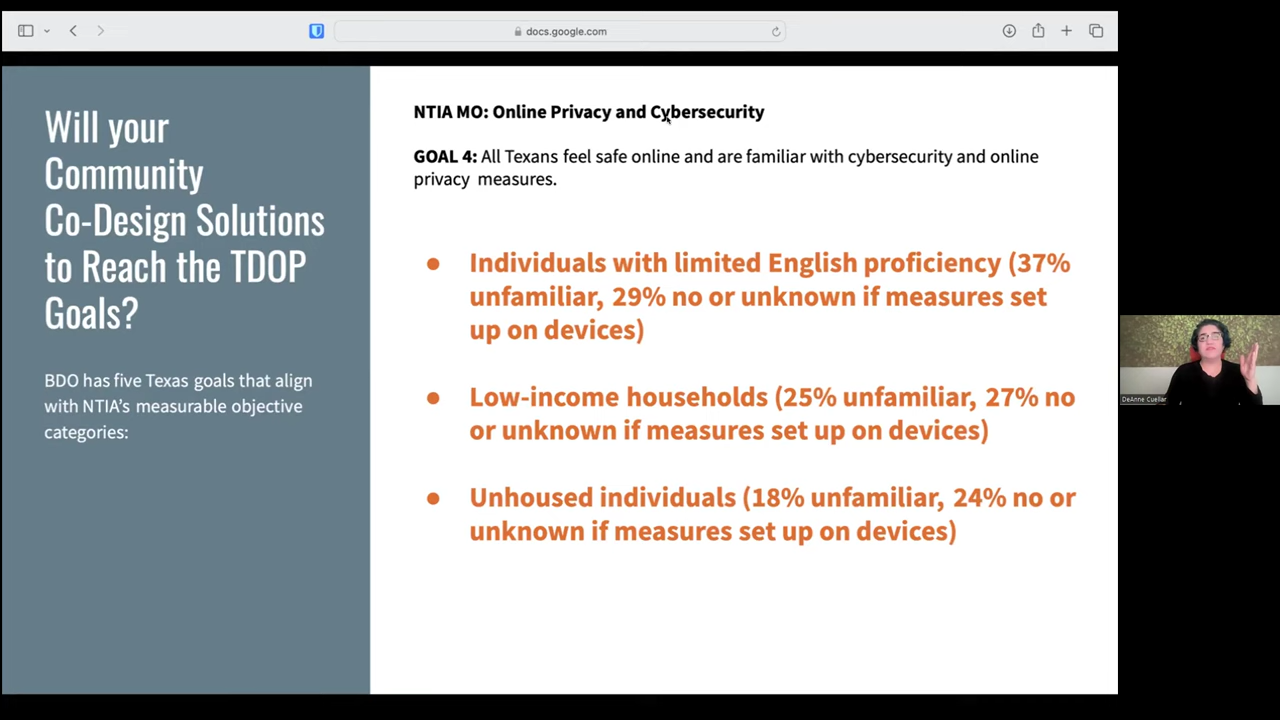 docs.google.com
Will your
Community
Co-Design Solutions
to Reach the TDOP
Goals?
BDO has five Texas goals that align
with NTIA's measurable objective
categories:
NTIA MO: Online Privacy and Cybersecurity
GOAL 4: All Texans feel safe online and are familiar with cybersecurity and online
privacy measures.
● Individuals with limited English proficiency (37%
unfamiliar, 29% no or unknown if measures set
up on devices)
● Low-income households (25% unfamiliar, 27% no
or unknown if measures set up on devices)
● Unhoused individuals (18% unfamiliar, 24% no or
unknown if measures set up on devices)
DeAnne Cuellar